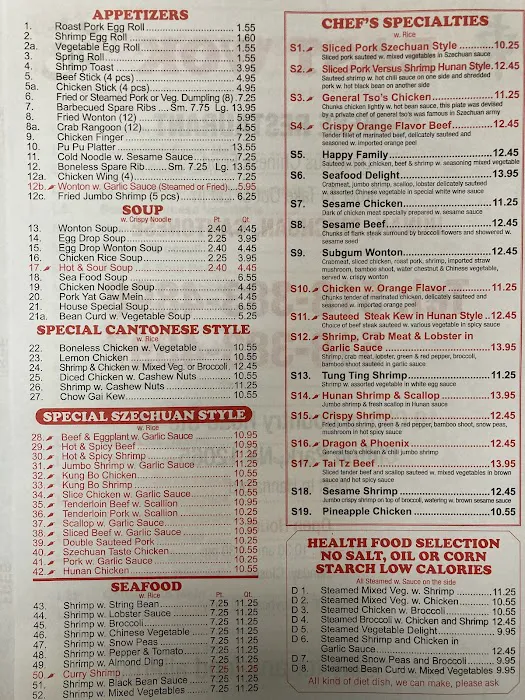 APPETIZERS
1. Roast Pork Egg Roll 1.55
2. Shrimp Egg Roll 1.60
2a. Vegetable Egg Roll 1.55
3. Spring Roll 1.55
4. Shrimp Toast 3.95
5. Beef Stick (4 pcs) 4.95
5a. Chicken Stick (4 pcs) 4.95
6. Fried or Steamed Pork or Veg. Dumpling (8) 7.25
7. Barbecued Spare Ribs Sm. 7.75 Lg. 13.95
8. Fried Wonton (12) 5.95
8a. Crab Rangoon (12) 4.55
9. Chicken Finger 7.25
10. Pu Pu Platter 13.50
11. Cold Noodle w. Sesame Sauce 7.25
12. Boneless Spare Rib Sm. 7.25 Lg. 13.55
12a. Chicken Wing (4) 7.25
12b. Wonton w. Garlic Sauce (Steamed or Fried) 5.95
12c. Fried Jumbo Shrimp (5 pcs) 6.25
SOUP
w. Crispy Noodle Pt. Qt.
13. Wonton Soup 2.40 4.45
14. Egg Drop Soup 2.25 3.95
15. Egg Drop Wonton Soup 2.40 4.45
16. Chicken Rice Soup 2.25 3.95
17. Hot & Sour Soup 2.40 4.45
18. Sea Food Soup 6.55
19. Chicken Noodle Soup 4.45
20. Pork Yat Gaw Mein 4.45
21. House Special Soup 6.55
21a. Bean Curd w. Vegetable Soup 5.25
SPECIAL CANTONESE STYLE
w. Rice
22. Boneless Chicken w. Vegetable 10.55
23. Lemon Chicken 10.55
24. Shrimp & Chicken w. Mixed Veg. or Broccoli 12.45
25. Diced Chicken w. Cashew Nuts 10.55
26. Shrimp w. Cashew Nuts 11.25
27. Chow Gai Kew 10.55
SPECIAL SZECHUAN STYLE
w. Rice
28. Beef & Eggplant w. Garlic Sauce 10.95
29. Hot & Spicy Beef 10.95
30. Hot & Spicy Shrimp 11.25
31. Jumbo Shrimp w. Garlic Sauce 11.25
32. Kung Bo Chicken 10.55
33. Kung Bo Shrimp 11.25
34. Slice Chicken w. Garlic Sauce 10.55
35. Tenderloin Beef w. Scallion 10.95
36. Tenderloin Pork w. Scallion 10.25
37. Scallop w. Garlic Sauce 13.95
38. Sliced Beef w. Garlic Sauce 10.95
39. Double Sauteed Pork 10.25
40. Szechuan Taste Chicken 10.55
41. Pork w. Garlic Sauce 10.25
42. Hunan Chicken 10.55
SEAFOOD
w. Rice Pt. Qt.
43. Shrimp w. String Bean 7.25 11.25
44. Shrimp w. Lobster Sauce 7.25 11.25
45. Shrimp w. Broccoli 7.25 11.25
46. Shrimp w. Chinese Vegetable 7.25 11.25
47. Shrimp w. Snow Peas 7.25 11.25
48. Shrimp w. Pepper & Tomato 7.25 11.25
49. Shrimp w. Almond Ding 7.25 11.25
50. Curry Shrimp 7.25 11.25
51. Shrimp w. Black Bean Sauce 7.25 11.25
52. Shrimp w. Mixed Vegetables 7.25 11.25
CHEF'S SPECIALTIES
w. Rice
S1. Sliced Pork Szechuan Style 10.25
Sliced pork sauteed w. mixed vegetables in Szechuan sauce
S2. Sliced Pork Versus Shrimp Hunan Style 12.45
Sauteed shrimp w. hot chili sauce on one side and shredded
pork w. hot black bean on another side
S3. General Tso's Chicken 11.25
Chunks chicken lightly w. hot bean sauce, this plate was devised
by a private chef of general tso's was famous in Szechuan army
S4. Crispy Orange Flavor Beef 12.45
Tender fillet of marinated beef, delicately sauteed and
seasoned w. imported orange peel
S5. Happy Family 12.45
Sauteed w. pork, chicken, beef & shrimp w. seasoning mixed vegetable
S6. Seafood Delight 13.95
Crabmeat, jumbo shrimp, scallop, lobster delicately sauteed
w. assorted Chinese vegetable in special white wine sauce
S7. Sesame Chicken 11.25
Dark of chicken meat specially prepared w. sesame sauce
S8. Sesame Beef 12.45
Chunks of flank steak surround by broccoli flowers and showered w.
sesame seed
S9. Subgum Wonton 12.45
Crabmeat, sliced chicken, roast pork, shrimp, imported straw
mushroom, bamboo shoot, water chestnut & Chinese vegetable,
served w. crispy wonton
S10. Chicken w. Orange Flavor 11.25
Chunks tender of marinated chicken, delicately sauteed and
seasoned w. imported orange peel
S11. Sauteed Steak Kew in Hunan Style 12.45
Choice of beef steak sauteed w. various vegetable in spicy sauce
S12. Shrimp, Crab Meat & Lobster in
Garlic Sauce 13.95
Shrimp, crab meat, lobster, green & red pepper, broccoli,
bamboo shoot sauteed in garlic sauce
S13. Tung Ting Shrimp 11.25
Shrimp w. assorted vegetable in white egg sauce
S14. Hunan Shrimp & Scallop 13.95
Jumbo shrimp & fresh scallop in Hunan sauce
S15. Crispy Shrimp 12.45
Fried jumbo shrimp, green & red pepper, bamboo shoot, snow peas,
mushroom in hot spicy sauce
S16. Dragon & Phoenix 12.45
General tso's chicken & chili jumbo shrimp
S17. Tai Tz Beef 13.95
Sliced tender beef and scallop sauteed w. mixed vegetables in brown
sauce and hot spicy sauce
S18. Sesame Shrimp 12.45
Jumbo crispy shrimp on top of broccoli, watering w. brown sesame sauce
S19. Pineapple Chicken 10.55
HEALTH FOOD SELECTION
NO SALT, OIL OR CORN
STARCH LOW CALORIES
All Steamed w. Sauce on the side
D 1. Steamed Mixed Veg. w. Shrimp 11.25
D 2. Steamed Mixed Veg. w. Chicken 10.55
D 3. Steamed Chicken w. Broccoli 10.55
D 4. Steamed Broccoli w. Chicken and Shrimp 12.45
D 5. Steamed Vegetable Delight 9.95
D 6. Steamed Shrimp and Chicken in
Garlic Sauce 12.45
D 7. Steamed Snow Peas and Broccoli 9.95
D 8. Steamed Bean Curd w. Mixed Vegetables 9.95
All kind of diet dish, we can make, please ask